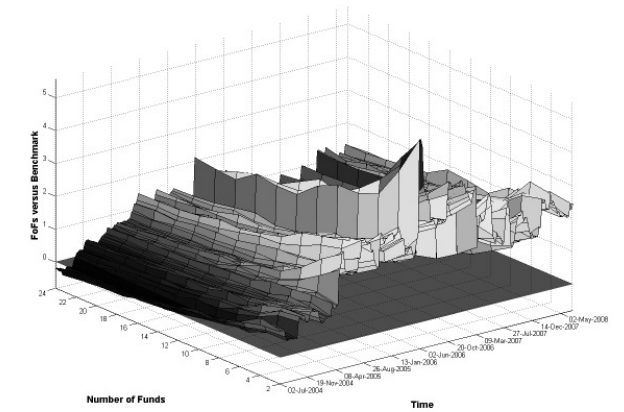 5
4
3
2
1
0
FoFs versus Benchmark
24
22
20
18
16
14
12
10
8
6
4
2
Number of Funds
02-Jul-2004
19-Nov-2004
08-Apr-2005
26-Aug-2005
13-Jan-2006
02-Jun-2006
20-Oct-2006
09-Mar-2007
27-Jul-2007
14-Dec-2007
02-May-2008
Time